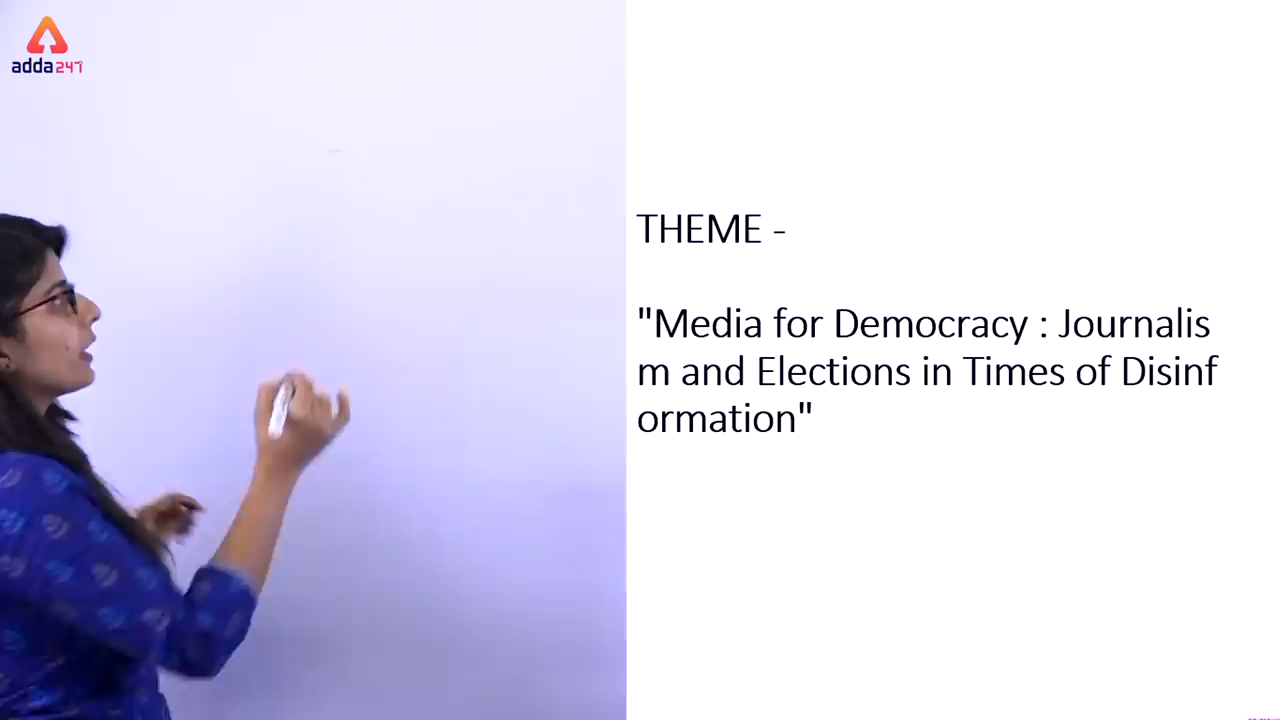 adda247
THEME -
"Media for Democracy : Journalis
m and Elections in Times of Disinf
ormation"